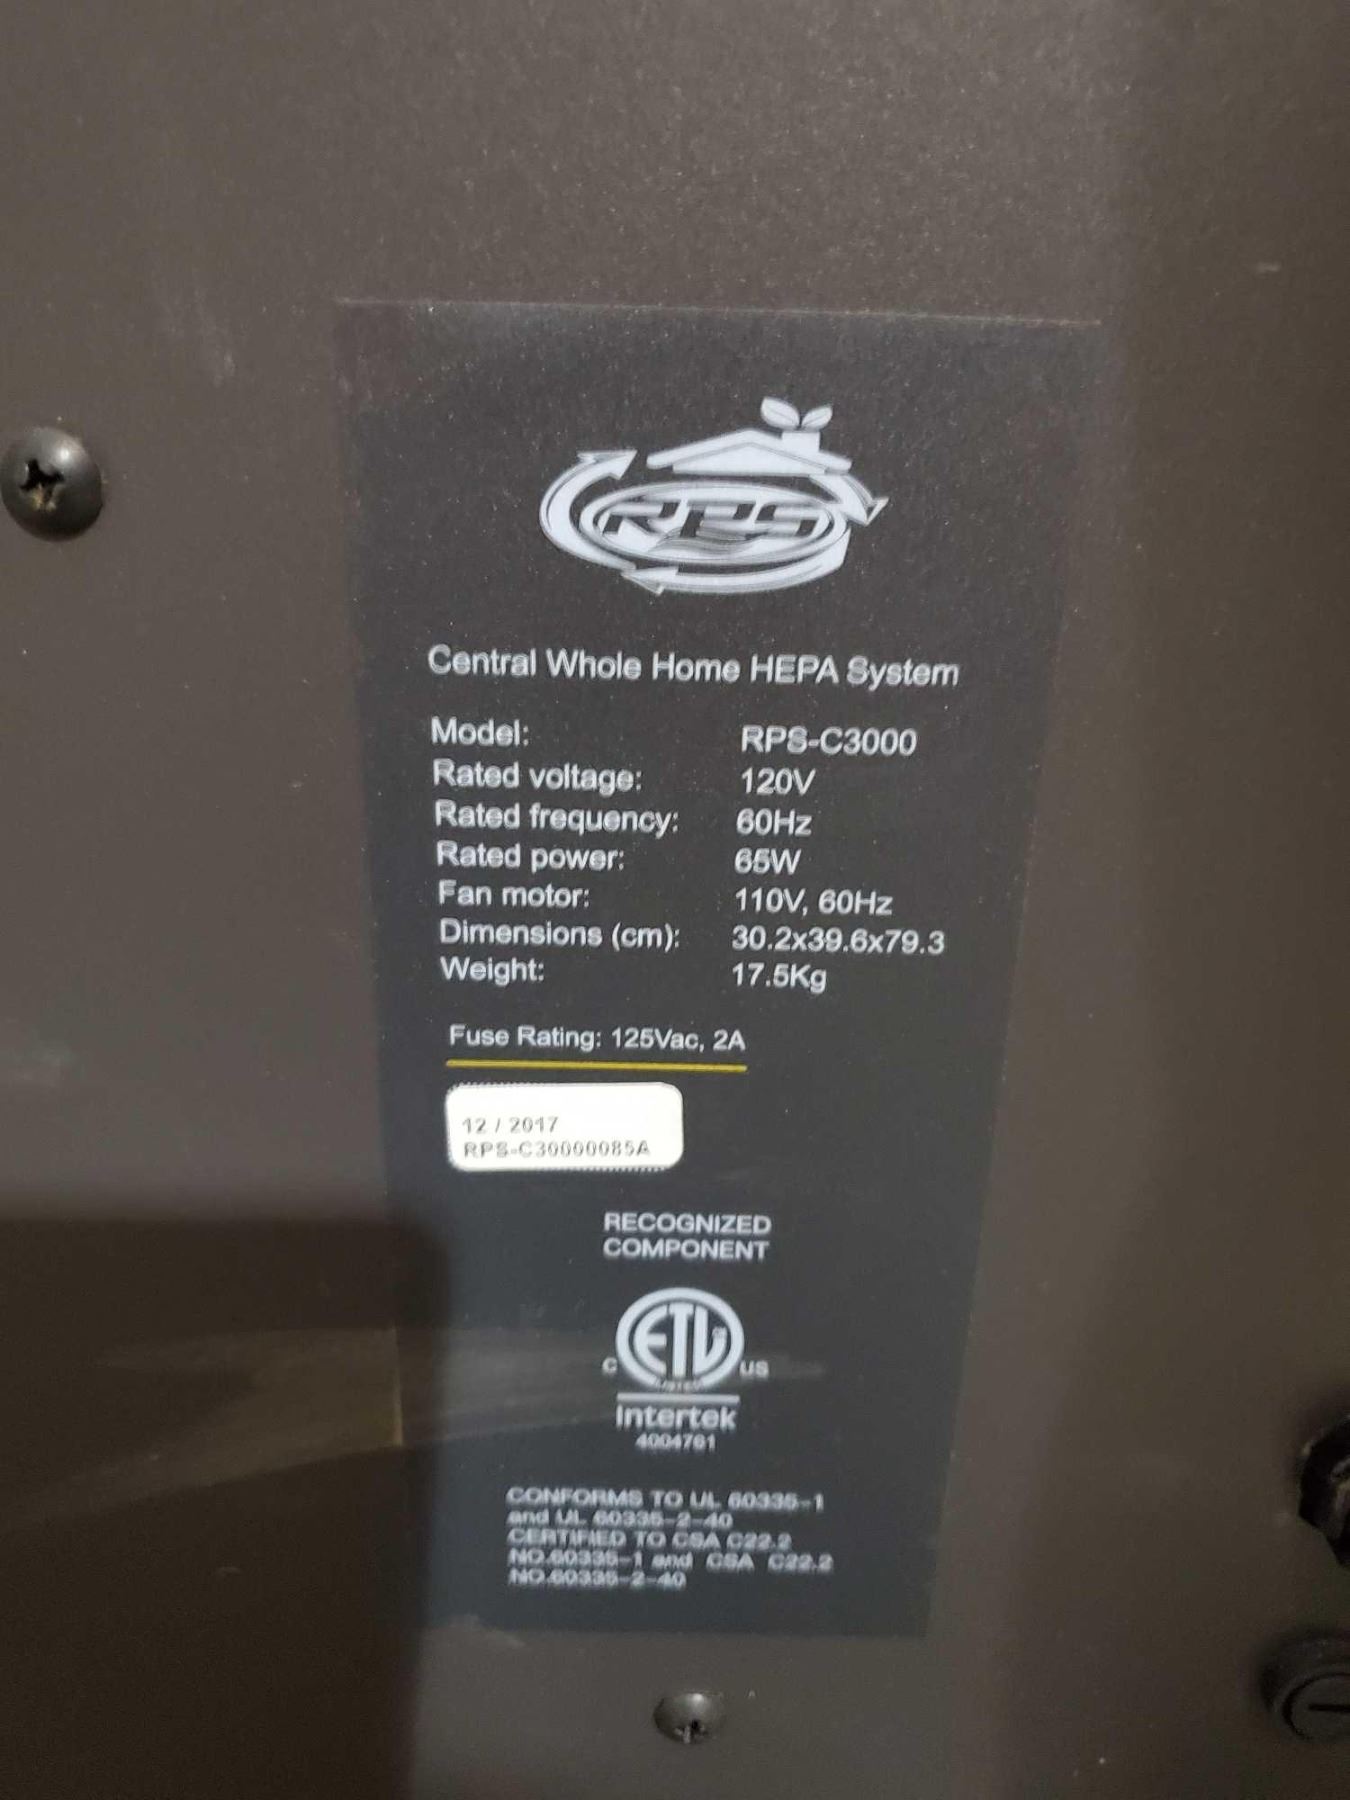 RPS
Central Whole Home HEPA System
Model: RPS-C3000
Rated voltage: 120V
Rated frequency: 60Hz
Rated power: 65W
Fan motor: 110V, 60Hz
Dimensions (cm): 30.2x39.6x79.3
Weight: 17.5Kg
Fuse Rating: 125Vac, 2A
12 / 2017
RPS-C30000085A
RECOGNIZED
COMPONENT
ETL
c us
LISTED
Intertek
4004761
CONFORMS TO UL 60335-1
and UL 60335-2-40
CERTIFIED TO CSA C22.2
NO.60335-1 and CSA C22.2
NO.60335-2-40